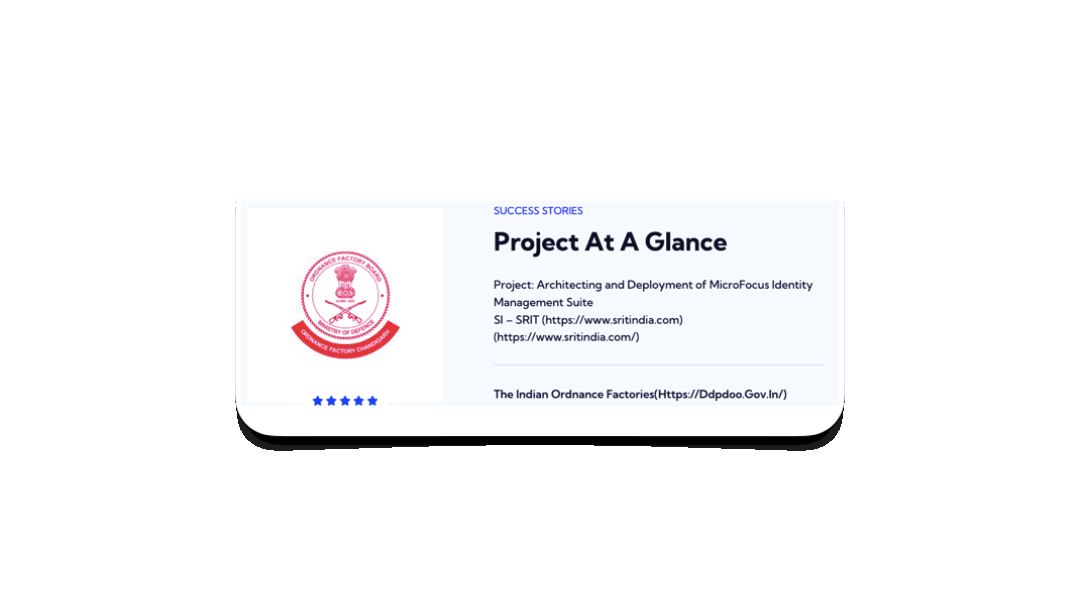 ORDNANCE FACTORY BOARD
MINISTRY OF DEFENCE
ORDNANCE FACTORY CHANDIGARH
SUCCESS STORIES
Project At A Glance
Project: Architecting and Deployment of MicroFocus Identity
Management Suite
SI – SRIT (https://www.sritindia.com)
(https://www.sritindia.com/)
The Indian Ordnance Factories(Https://Ddpdoo.Gov.In/)